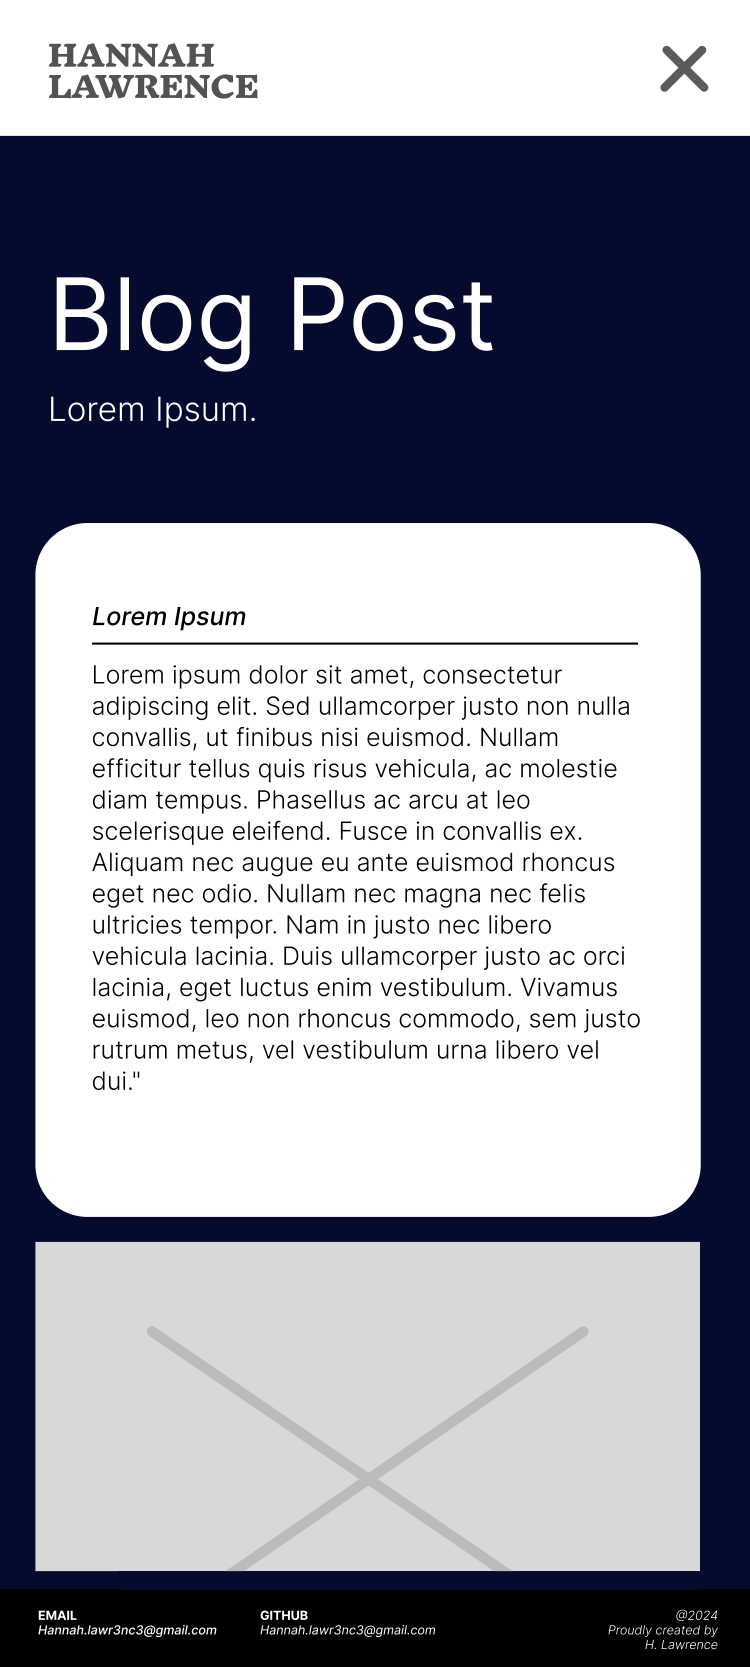 HANNAH
LAWRENCE
Blog Post
Lorem Ipsum.
Lorem Ipsum
Lorem ipsum dolor sit amet, consectetur
adipiscing elit. Sed ullamcorper justo non nulla
convallis, ut finibus nisi euismod. Nullam
efficitur tellus quis risus vehicula, ac molestie
diam tempus. Phasellus ac arcu at leo
scelerisque eleifend. Fusce in convallis ex.
Aliquam nec augue eu ante euismod rhoncus
eget nec odio. Nullam nec magna nec felis
ultricies tempor. Nam in justo nec libero
vehicula lacinia. Duis ullamcorper justo ac orci
lacinia, eget luctus enim vestibulum. Vivamus
euismod, leo non rhoncus commodo, sem justo
rutrum metus, vel vestibulum urna libero vel
dui."
EMAIL
Hannah.lawr3nc3@gmail.com
GITHUB
Hannah.lawr3nc3@gmail.com
@2024
Proudly created by
H. Lawrence